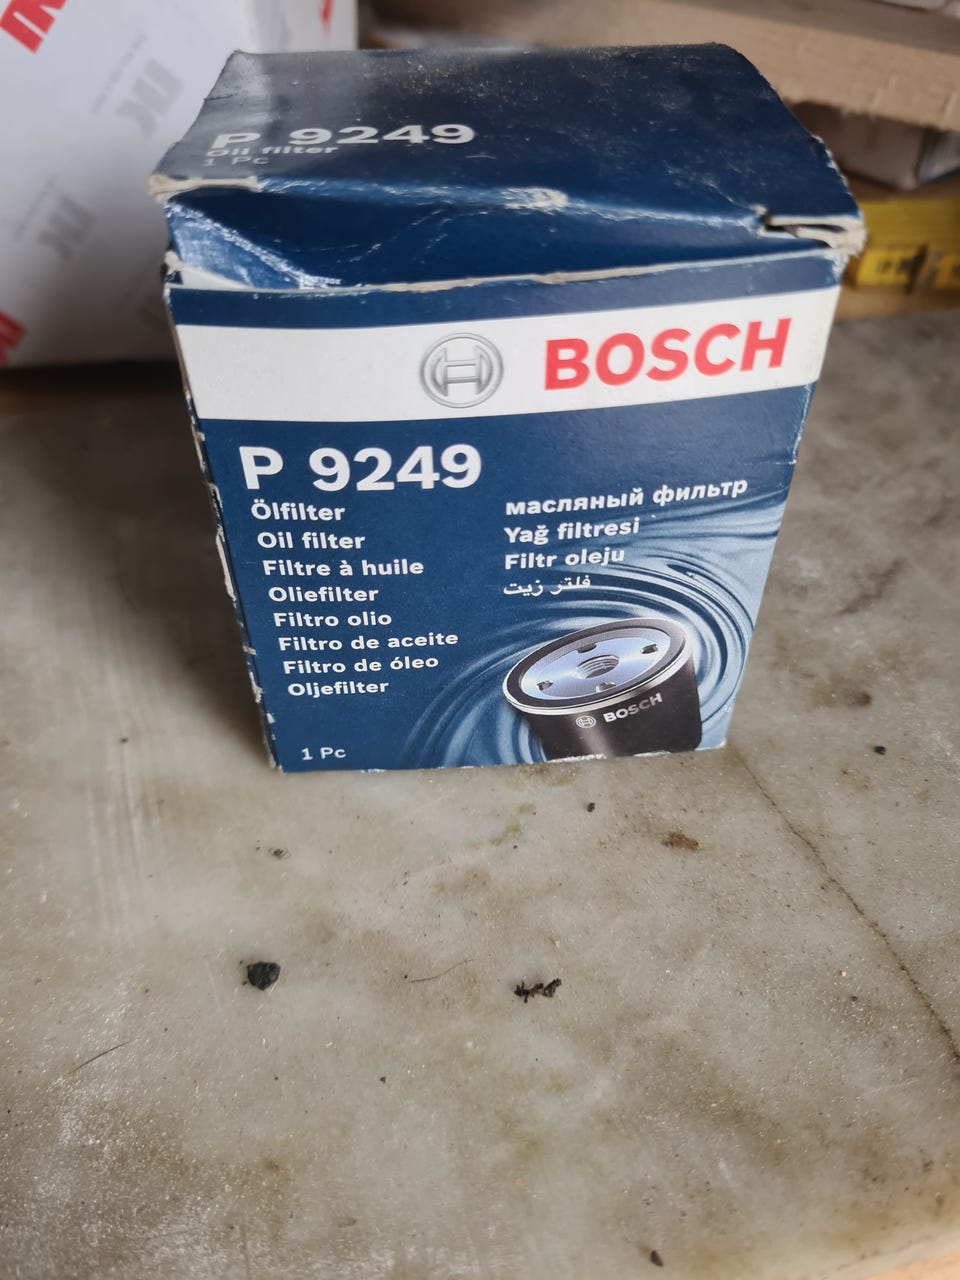 P 9249
Oil filter
1 Pc
BOSCH
P 9249
Ölfilter
Oil filter
Filtre à huile
Oliefilter
Filtro olio
Filtro de aceite
Filtro de óleo
Oljefilter
масляный фильтр
Yağ filtresi
Filtr oleju
فلتر زيت
BOSCH
1 Pc